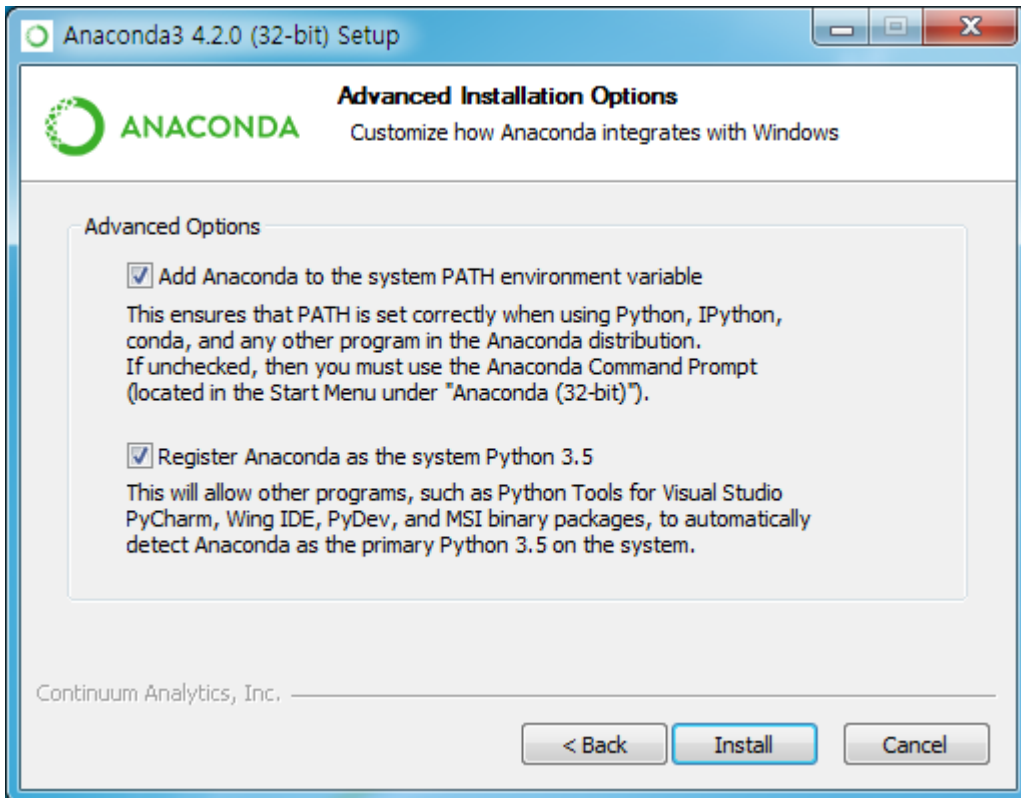 Anaconda3 4.2.0 (32-bit) Setup
ANACONDA
Advanced Installation Options
Customize how Anaconda integrates with Windows
Advanced Options
Add Anaconda to the system PATH environment variable
This ensures that PATH is set correctly when using Python, IPython,
conda, and any other program in the Anaconda distribution.
If unchecked, then you must use the Anaconda Command Prompt
(located in the Start Menu under "Anaconda (32-bit)").
Register Anaconda as the system Python 3.5
This will allow other programs, such as Python Tools for Visual Studio
PyCharm, Wing IDE, PyDev, and MSI binary packages, to automatically
detect Anaconda as the primary Python 3.5 on the system.
Continuum Analytics, Inc.
< Back
Install
Cancel